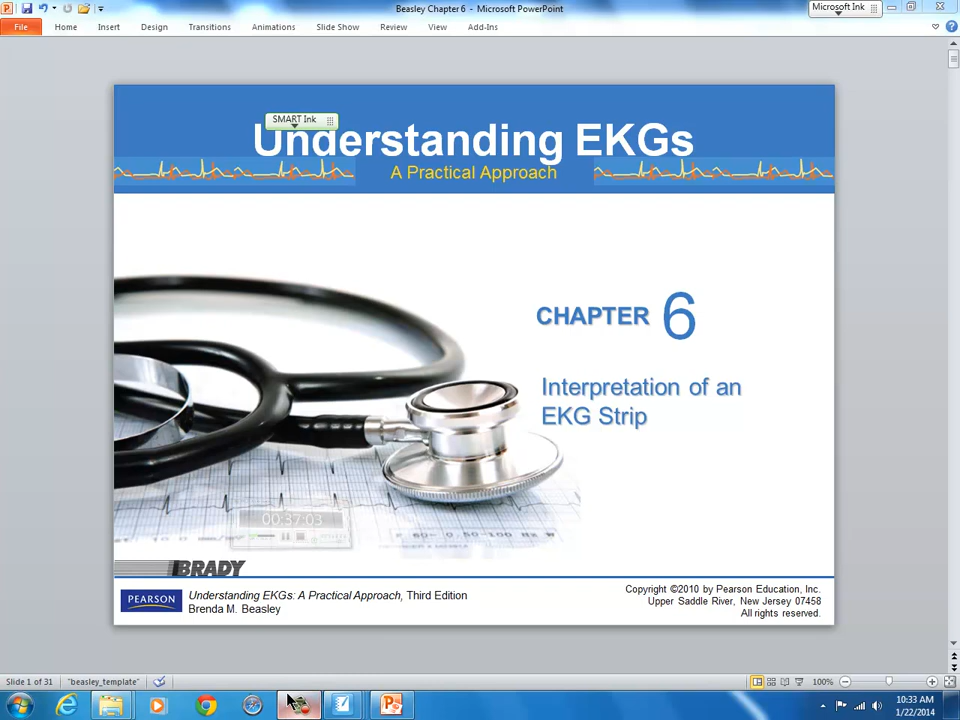 Beasley Chapter 6 - Microsoft PowerPoint
Microsoft Ink
File Home Insert Design Transitions Animations Slide Show Review View Add-Ins
SMART Ink
Understanding EKGs
A Practical Approach
CHAPTER 6
Interpretation of an
EKG Strip
00:37:03
BRADY
PEARSON
Understanding EKGs: A Practical Approach, Third Edition
Brenda M. Beasley
Copyright ©2010 by Pearson Education, Inc.
Upper Saddle River, New Jersey 07458
All rights reserved.
Slide 1 of 31 "beasley_template" 100%
10:33 AM
1/22/2014